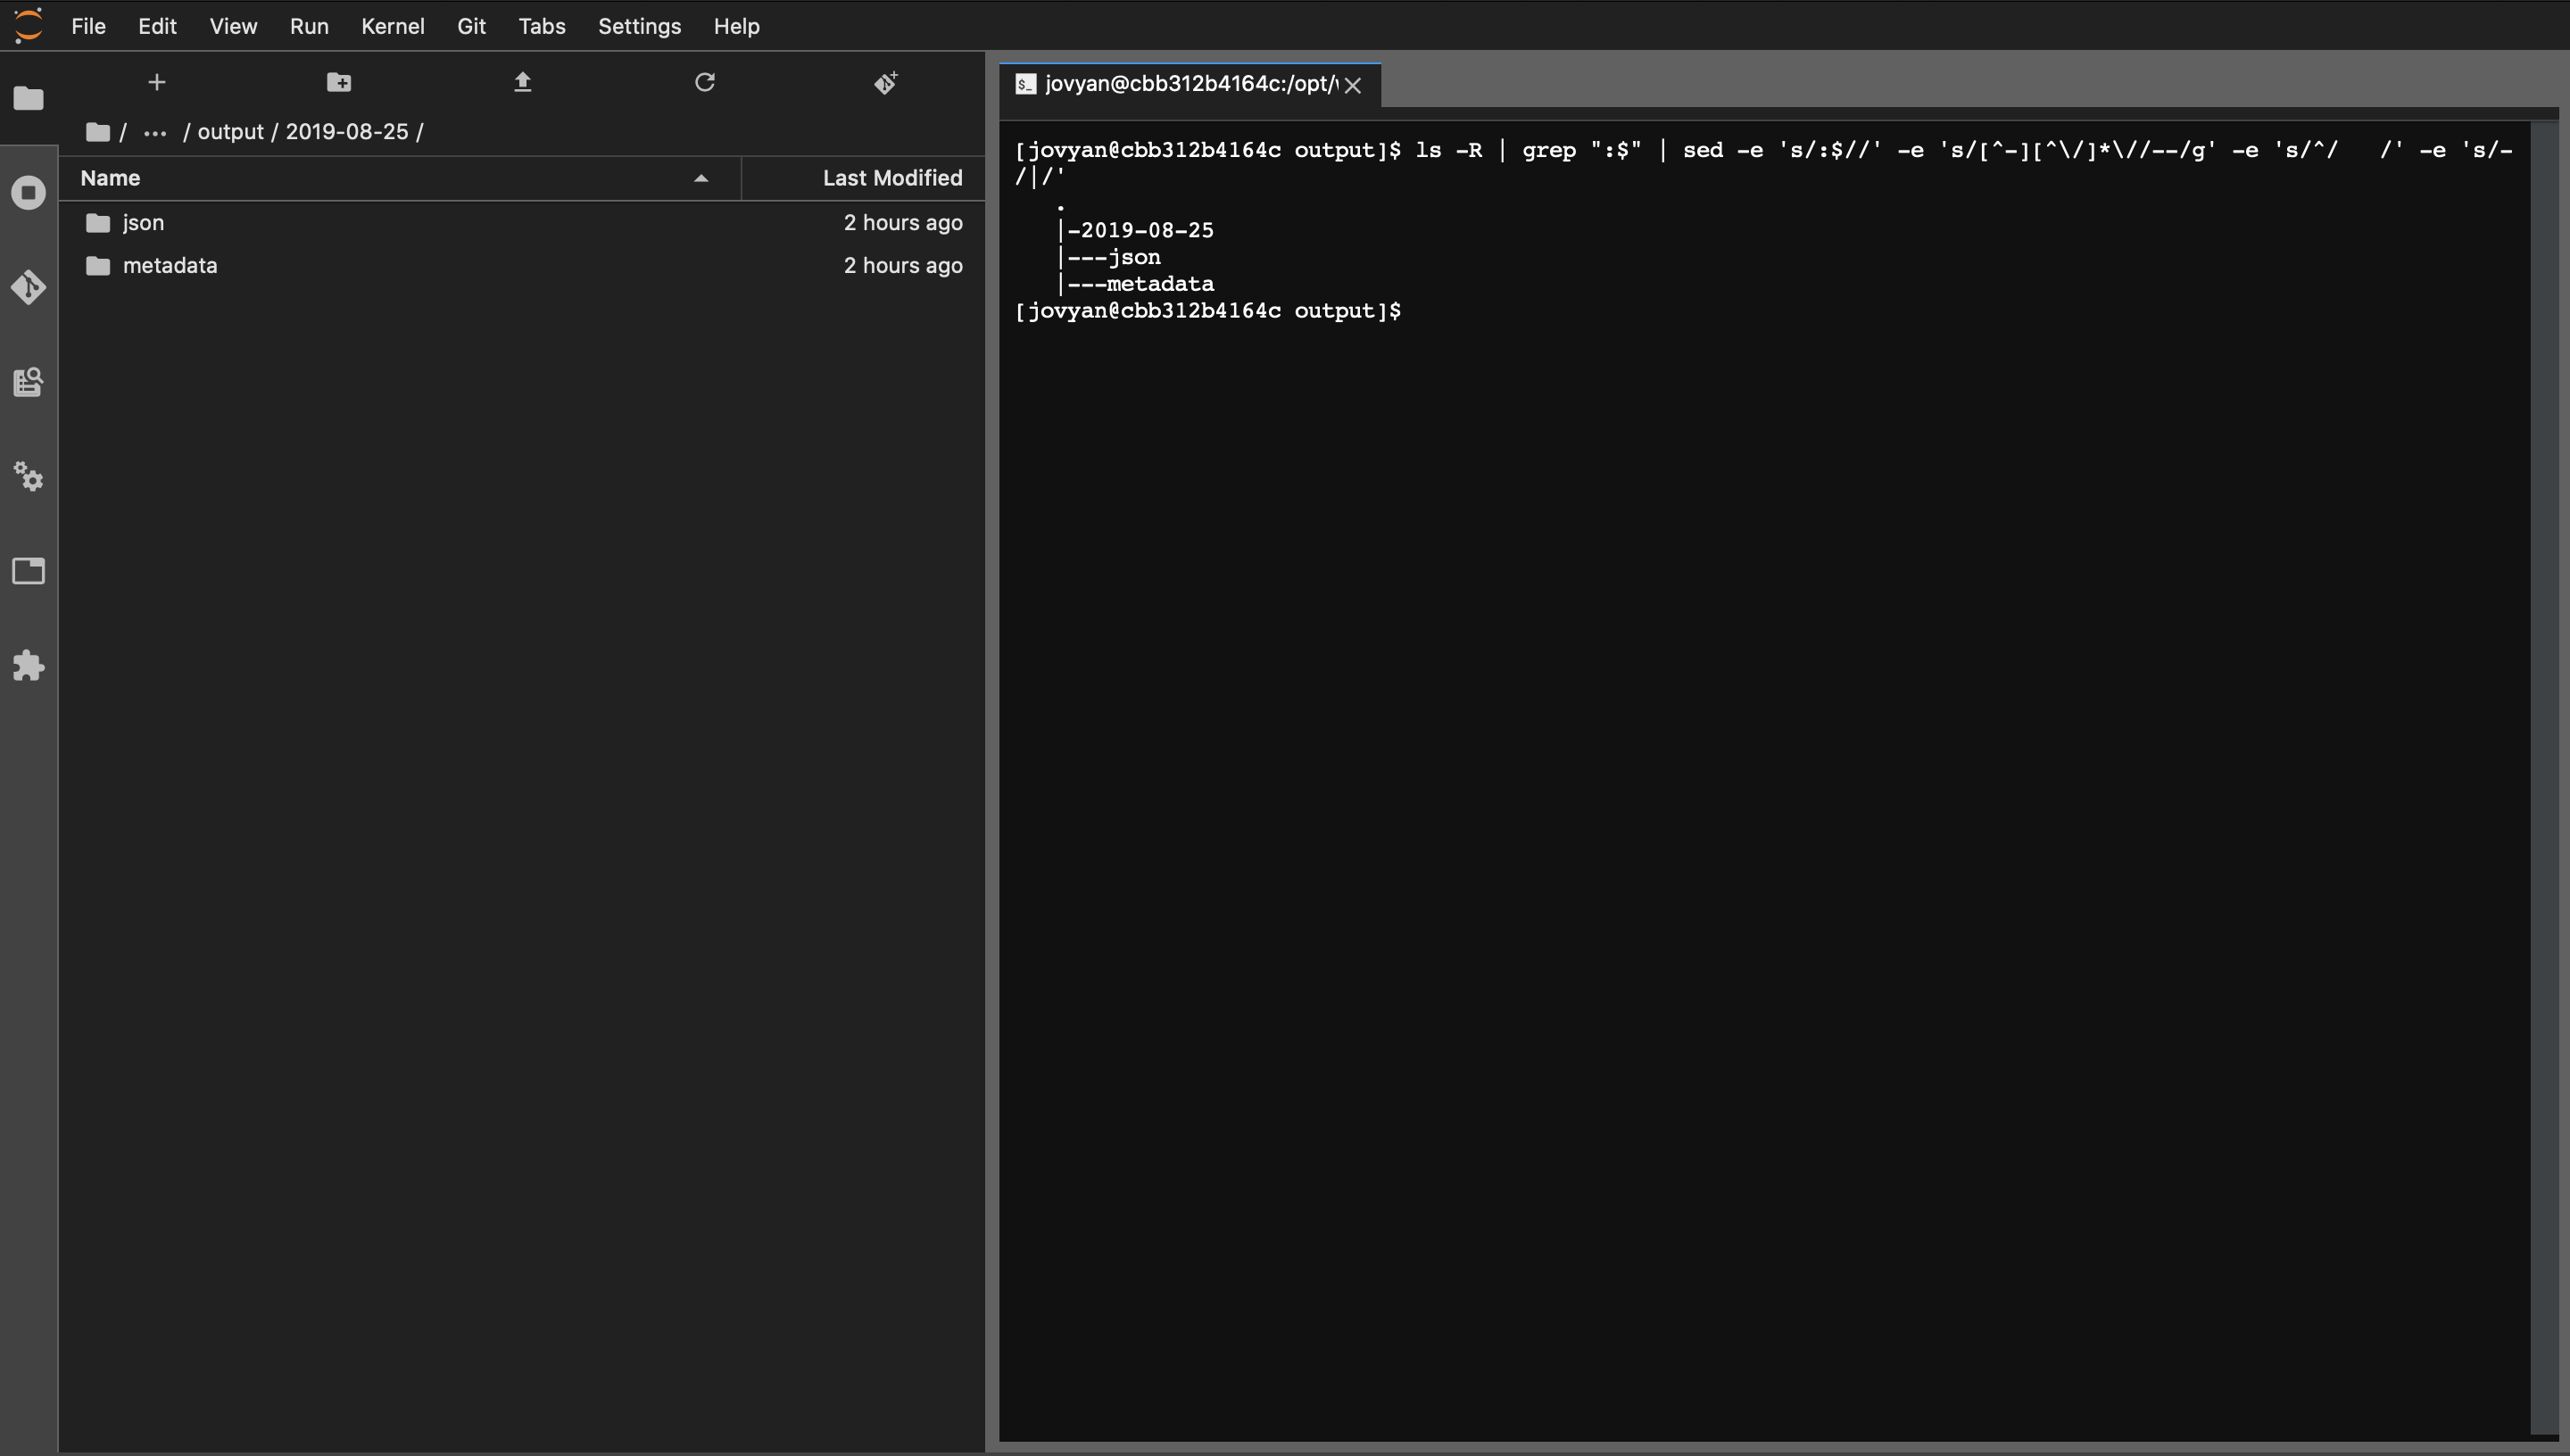 File Edit View Run Kernel Git Tabs Settings Help
/ ... / output / 2019-08-25 /
Name Last Modified
json 2 hours ago
metadata 2 hours ago
$_ jovyan@cbb312b4164c:/opt/
[jovyan@cbb312b4164c output]$ ls -R | grep ":$" | sed -e 's/:$//' -e 's/[^-][^\/]*\//--/g' -e 's/^/   /' -e 's/-
/|/'
   .
   |-2019-08-25
   |---json
   |---metadata
[jovyan@cbb312b4164c output]$